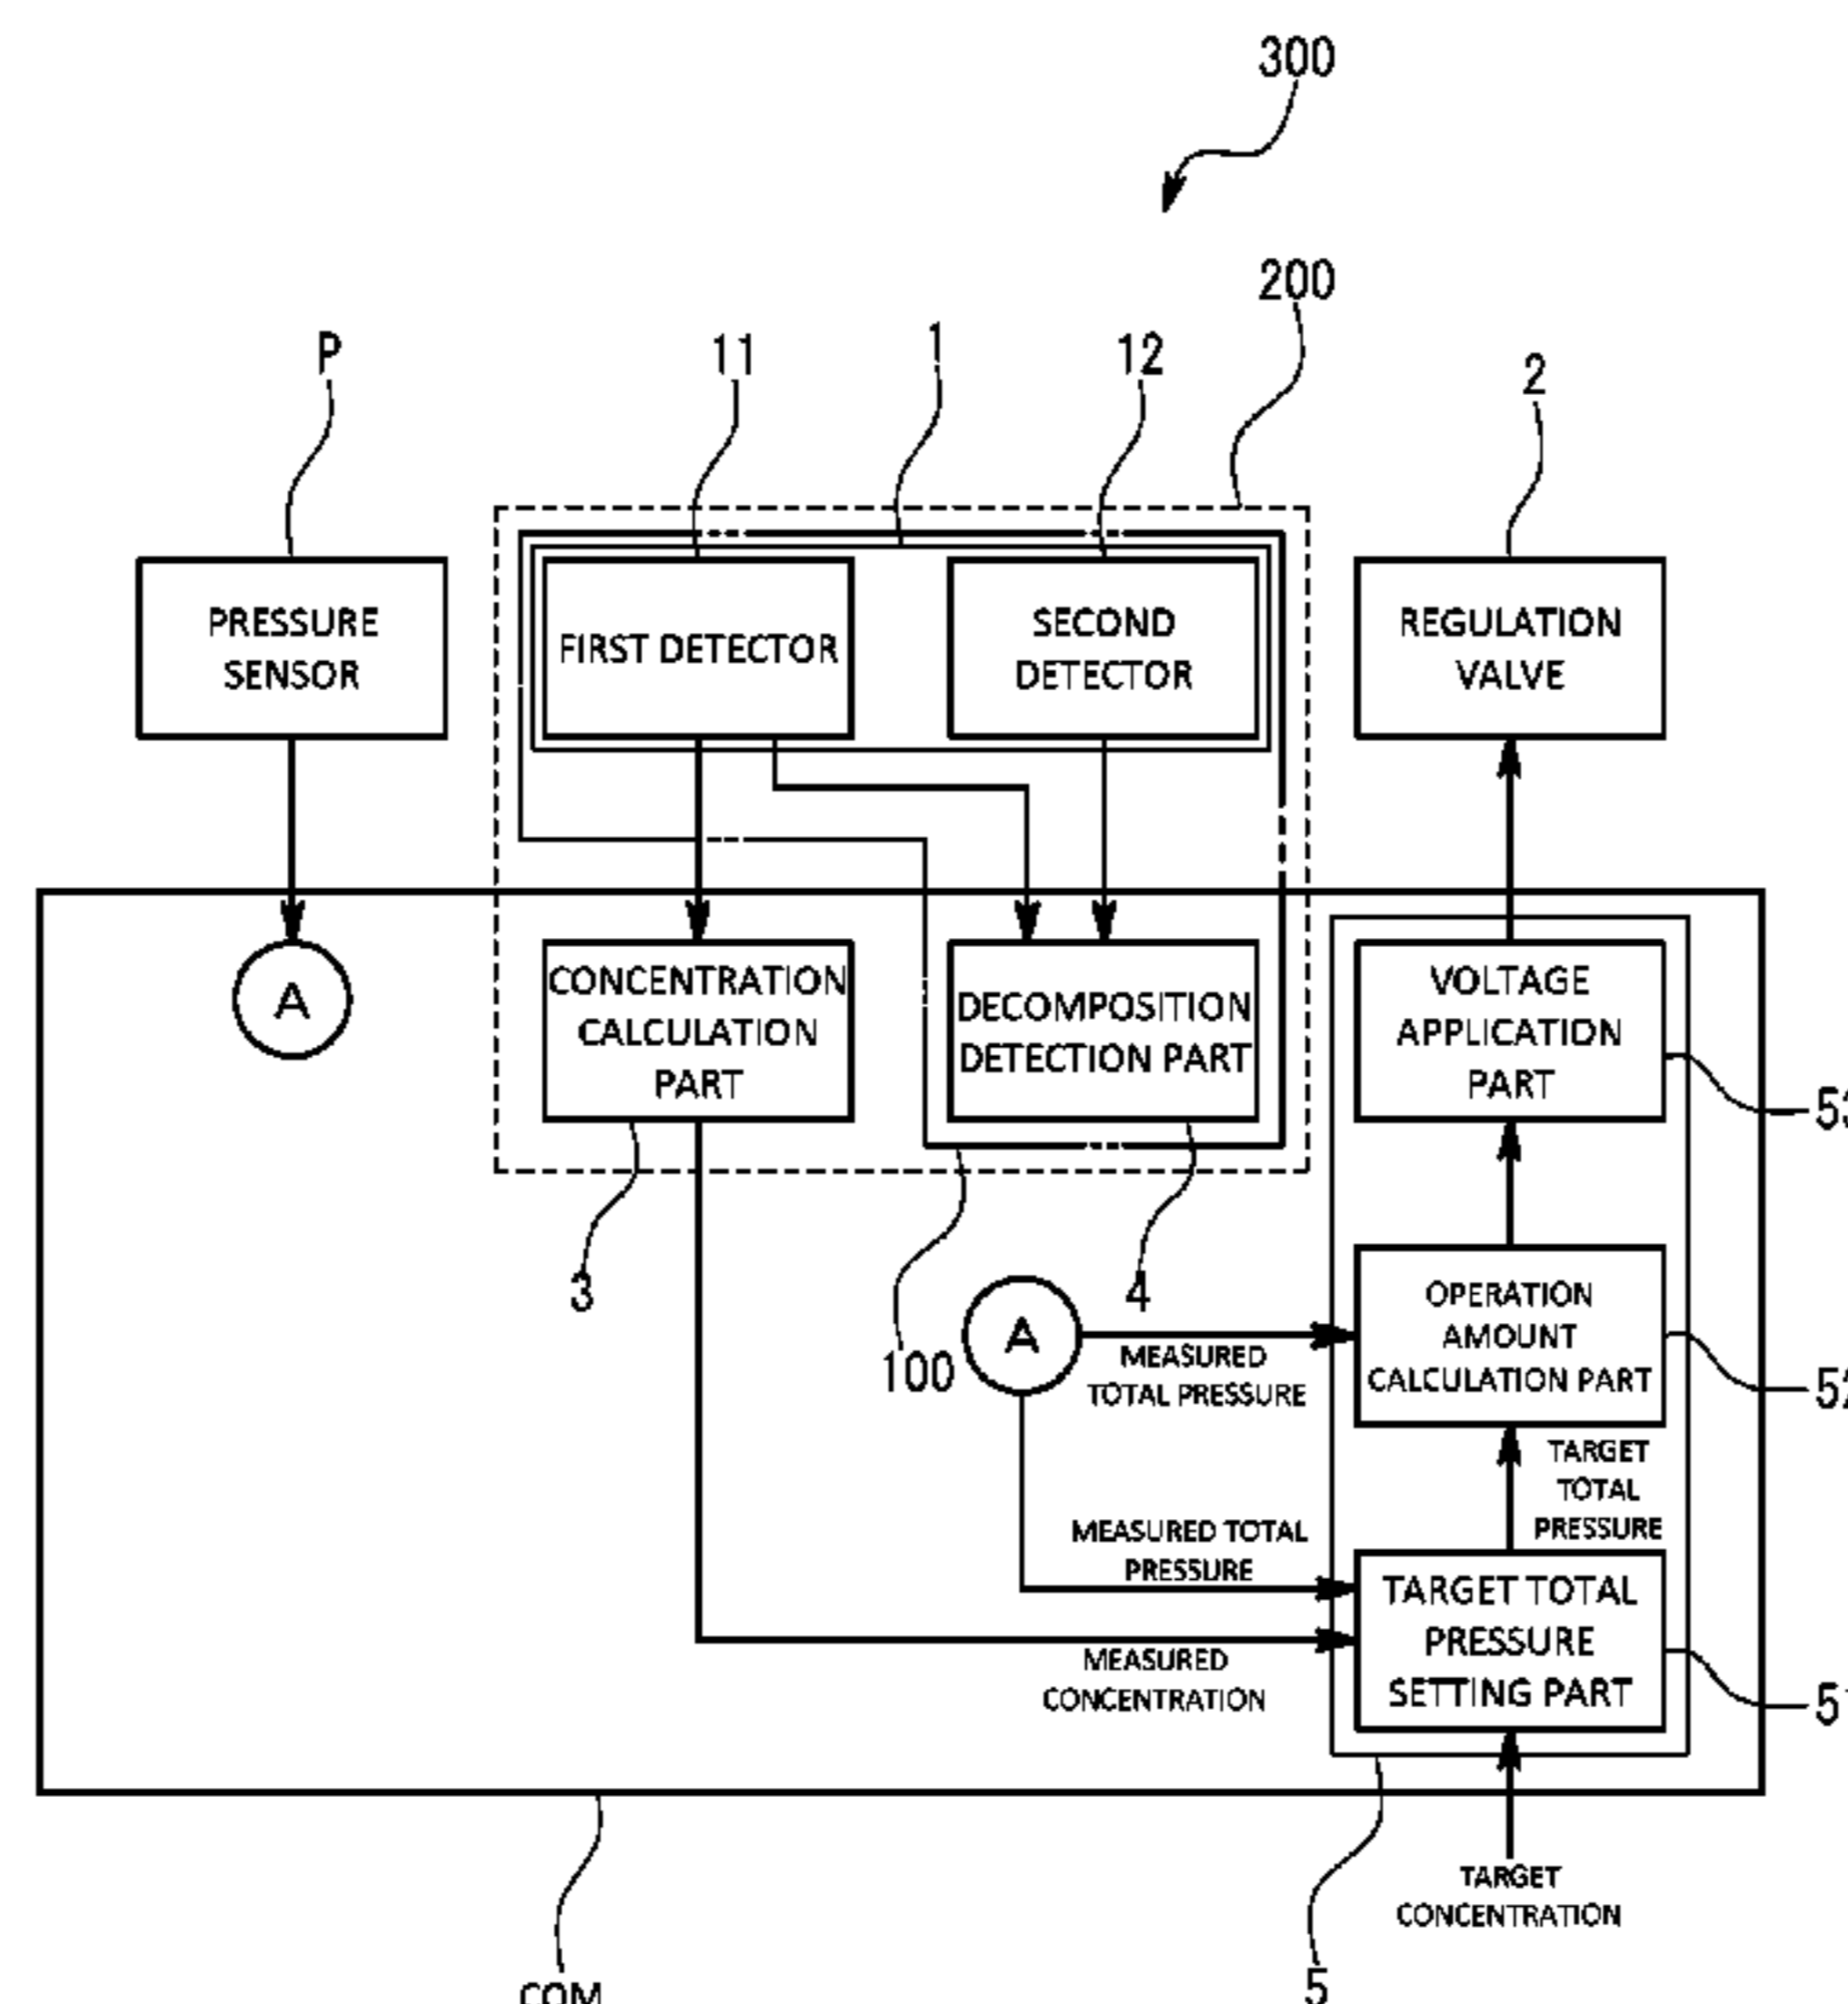 300
200
P
11
1
12
2
PRESSURE
SENSOR
FIRST DETECTOR
SECOND
DETECTOR
REGULATION
VALVE
A
CONCENTRATION
CALCULATION
PART
DECOMPOSITION
DETECTION PART
VOLTAGE
APPLICATION
PART
3
4
100
A
MEASURED
TOTAL PRESSURE
OPERATION
AMOUNT
CALCULATION PART
TARGET
TOTAL
PRESSURE
MEASURED TOTAL
PRESSURE
TARGET TOTAL
PRESSURE
SETTING PART
MEASURED
CONCENTRATION
TARGET
CONCENTRATION
COM
5